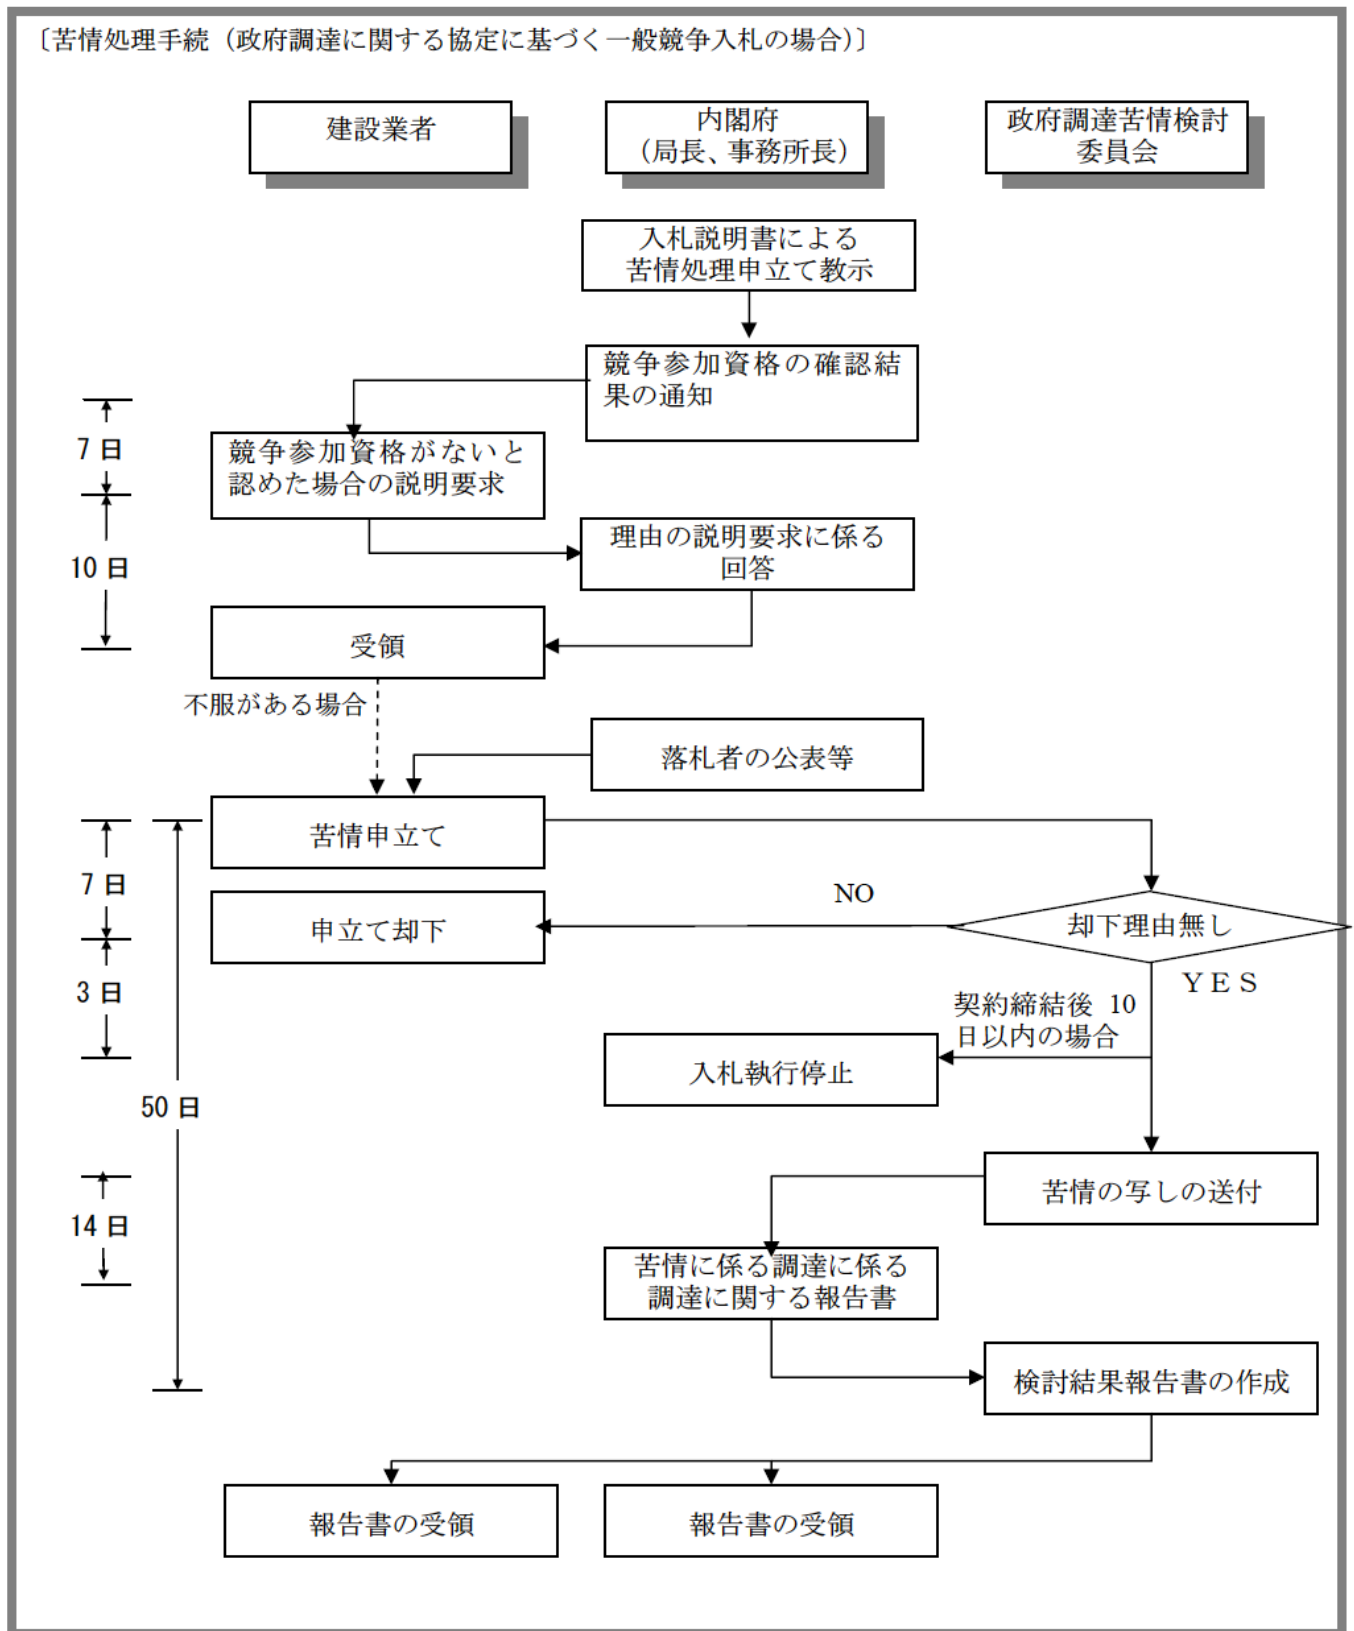 〔苦情処理手続（政府調達に関する協定に基づく一般競争入札の場合）〕
建設業者
内閣府
（局長、事務所長）
政府調達苦情検討
委員会
入札説明書による
苦情処理申立て教示
競争参加資格の確認結
果の通知
7日
競争参加資格がないと
認めた場合の説明要求
10日
理由の説明要求に係る
回答
受領
不服がある場合
落札者の公表等
苦情申立て
7日
NO
申立て却下
却下理由無し
ＹＥＳ
3日
契約締結後 10
日以内の場合
入札執行停止
50日
苦情の写しの送付
14日
苦情に係る調達に係る
調達に関する報告書
検討結果報告書の作成
報告書の受領
報告書の受領